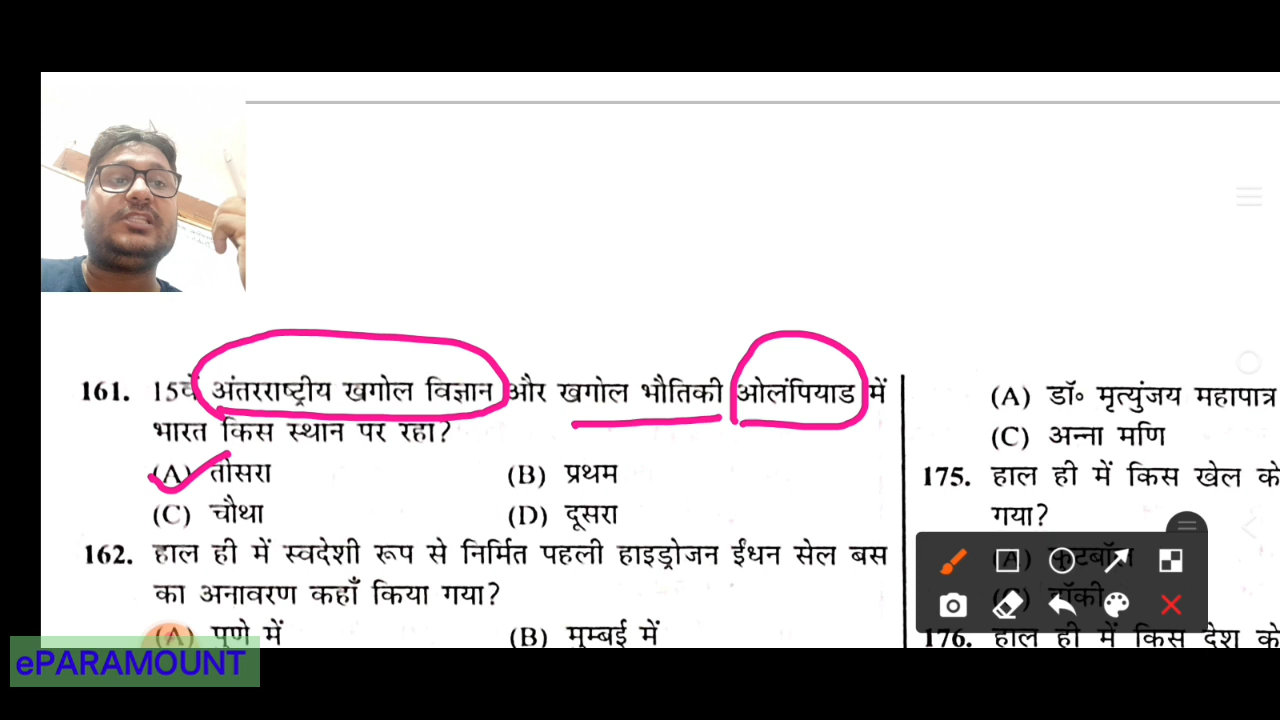 161. 15वें अंतरराष्ट्रीय खगोल विज्ञान और खगोल भौतिकी ओलंपियाड में
भारत किस स्थान पर रहा?
(A) तीसरा (B) प्रथम
(C) चौथा (D) दूसरा
162. हाल ही में स्वदेशी रूप से निर्मित पहली हाइड्रोजन ईंधन सेल बस
का अनावरण कहाँ किया गया?
(A) पुणे में (B) मुम्बई में
(A) डॉ॰ मृत्युंजय महापात्र
(C) अन्ना मणि
175. हाल ही में किस खेल को
गया?
(A) फुटबॉल
(C) हॉकी
176. हाल ही में किस देश को
ePARAMOUNT